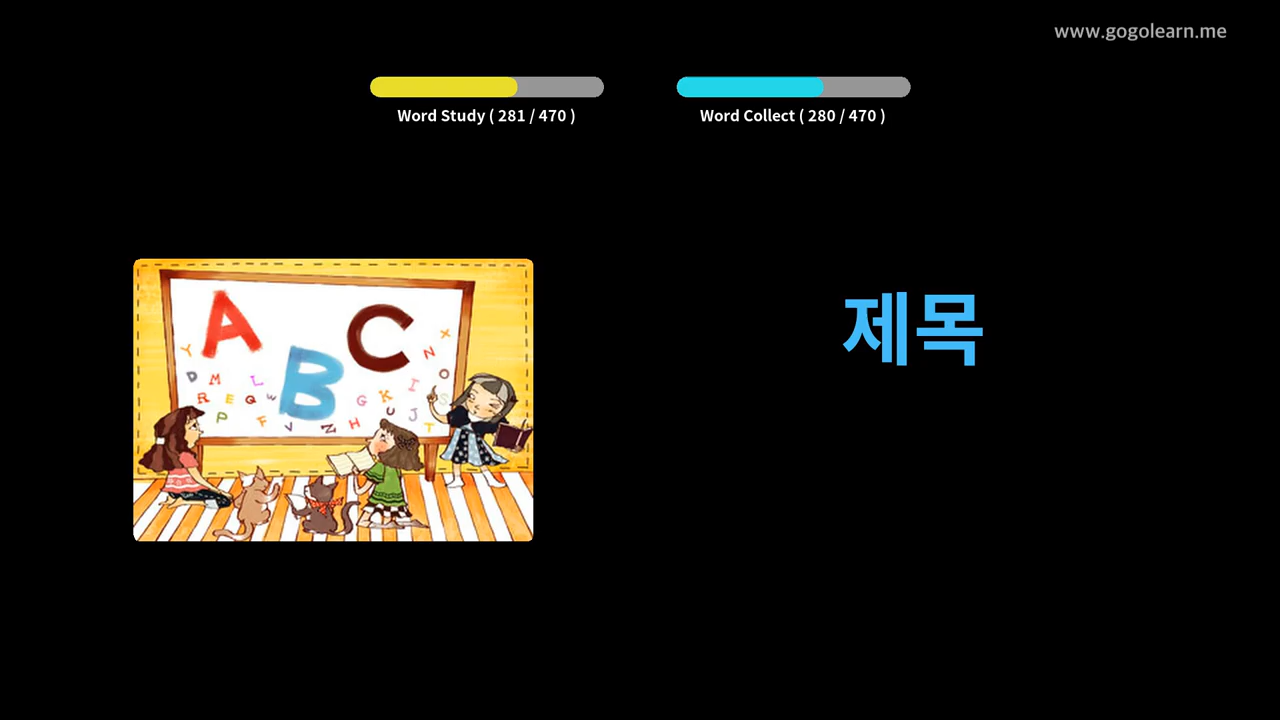 www.gogolearn.me
Word Study ( 281 / 470 )
Word Collect ( 280 / 470 )
제목
A
B
C
X
Y
N
D M L O
R E Q W G K I S
P F V Z H U J T